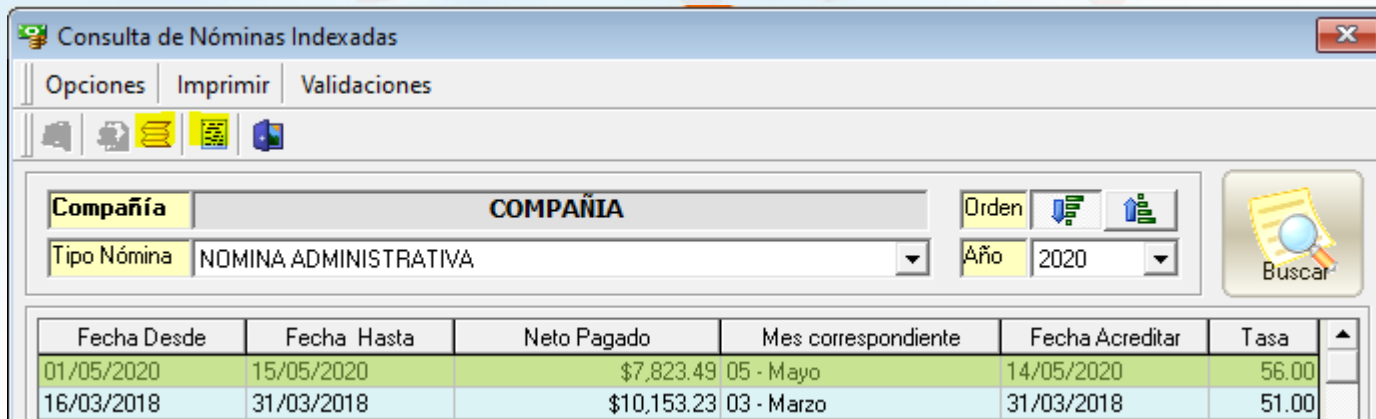 Consulta de Nóminas Indexadas
Opciones Imprimir Validaciones
Compañía COMPAÑIA Orden
Tipo Nómina NOMINA ADMINISTRATIVA Año 2020
Buscar
Fecha Desde Fecha Hasta Neto Pagado Mes correspondiente Fecha Acreditar Tasa
01/05/2020 15/05/2020 $7,823.49 05 - Mayo 14/05/2020 56.00
16/03/2018 31/03/2018 $10,153.23 03 - Marzo 31/03/2018 51.00